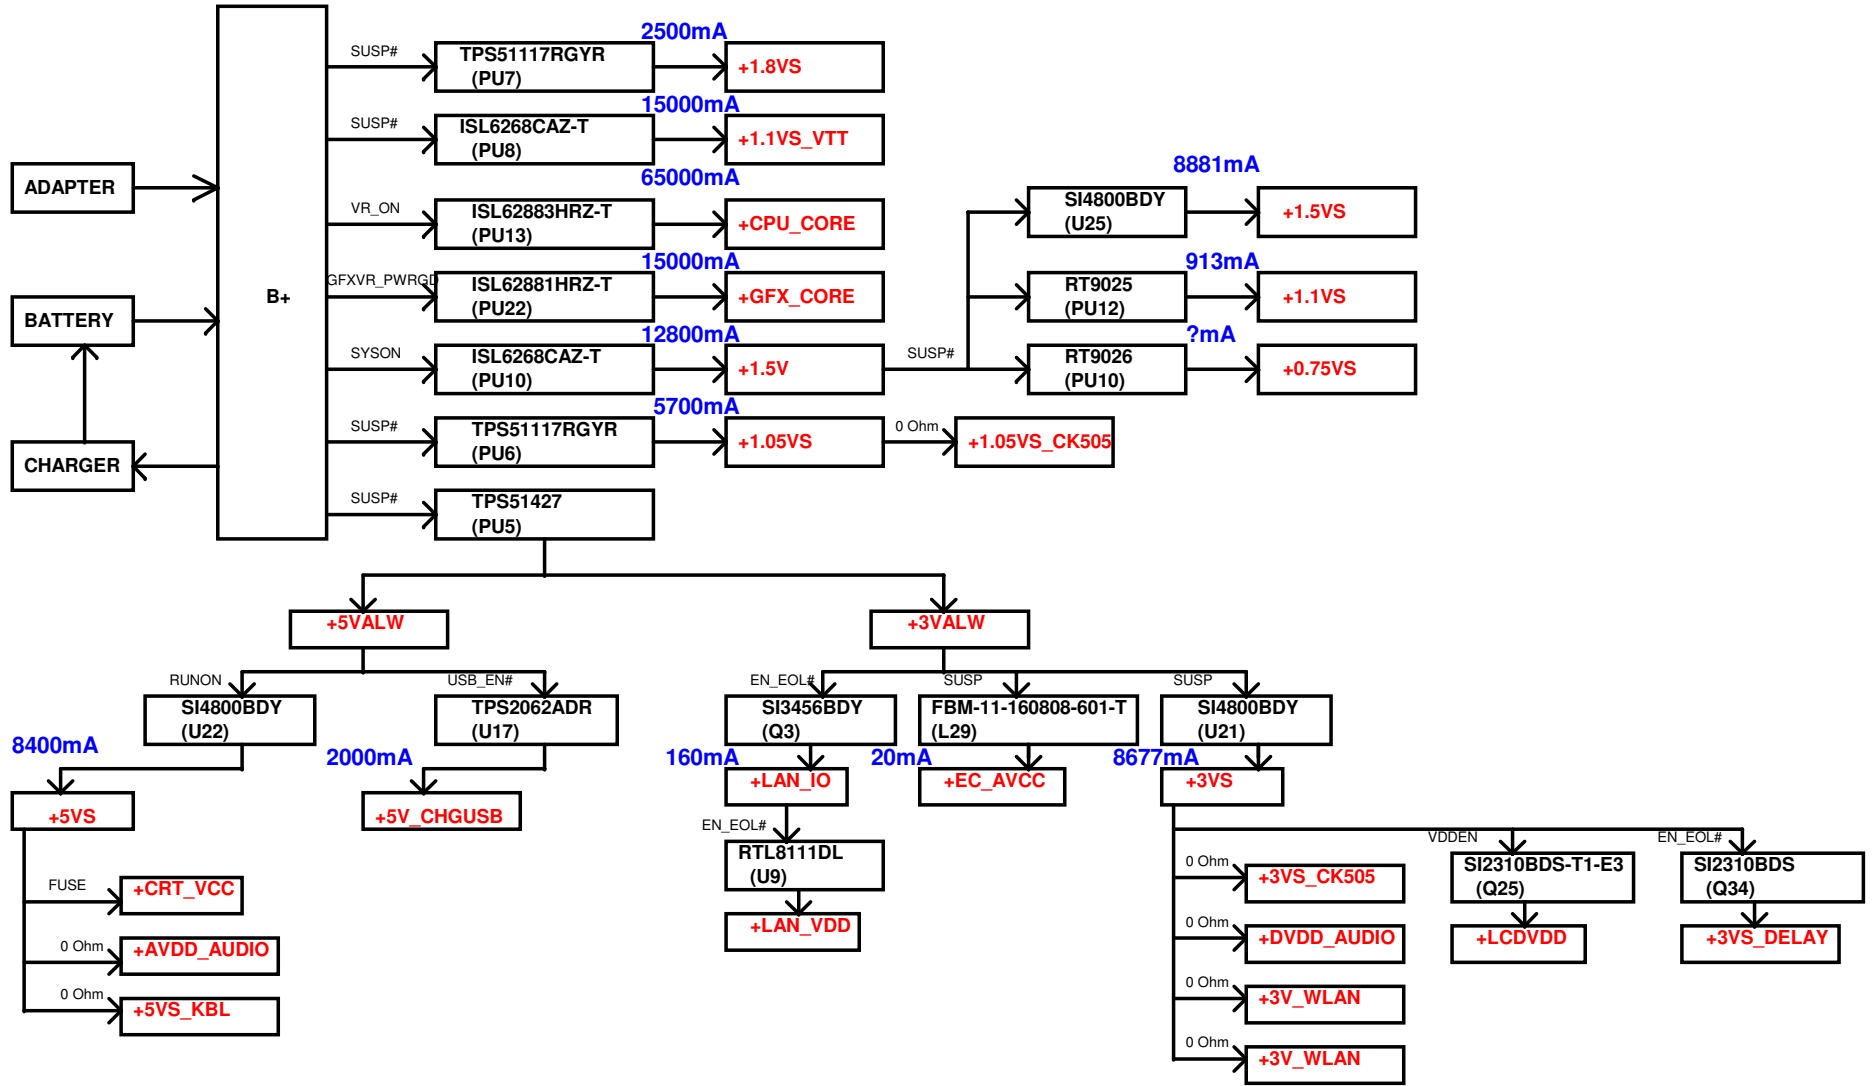 2500mA
SUSP#
TPS51117RGYR
(PU7)
+1.8VS
15000mA
SUSP#
ISL6268CAZ-T
(PU8)
+1.1VS_VTT
ADAPTER
65000mA
VR_ON
ISL62883HRZ-T
(PU13)
+CPU_CORE
8881mA
SI4800BDY
(U25)
+1.5VS
15000mA
GFXVR_PWRGD
ISL62881HRZ-T
(PU22)
+GFX_CORE
913mA
RT9025
(PU12)
+1.1VS
B+
BATTERY
12800mA
SYSON
ISL6268CAZ-T
(PU10)
+1.5V
SUSP#
?mA
RT9026
(PU10)
+0.75VS
5700mA
SUSP#
TPS51117RGYR
(PU6)
+1.05VS
0 Ohm
+1.05VS_CK505
CHARGER
SUSP#
TPS51427
(PU5)
+5VALW
+3VALW
RUNON
SI4800BDY
(U22)
USB_EN#
TPS2062ADR
(U17)
EN_EOL#
SI3456BDY
(Q3)
SUSP
FBM-11-160808-601-T
(L29)
SUSP
SI4800BDY
(U21)
8400mA
+5VS
2000mA
+5V_CHGUSB
160mA
+LAN_IO
20mA
+EC_AVCC
8677mA
+3VS
EN_EOL#
RTL8111DL
(U9)
+LAN_VDD
VDDEN
SI2310BDS-T1-E3
(Q25)
+LCDVDD
EN_EOL#
SI2310BDS
(Q34)
+3VS_DELAY
FUSE
+CRT_VCC
0 Ohm
+AVDD_AUDIO
0 Ohm
+5VS_KBL
0 Ohm
+3VS_CK505
0 Ohm
+DVDD_AUDIO
0 Ohm
+3V_WLAN
0 Ohm
+3V_WLAN